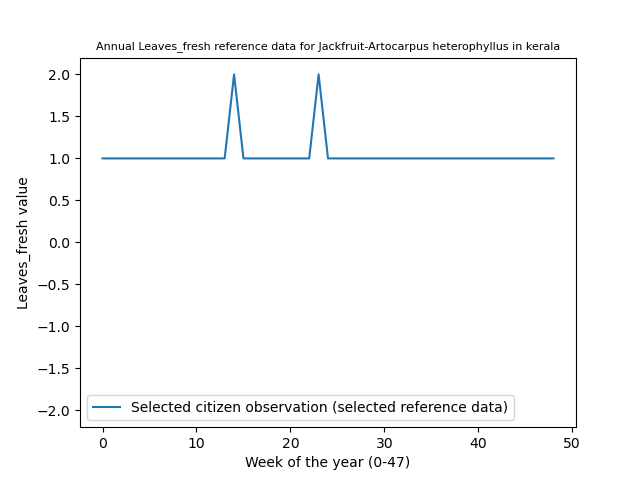 Annual Leaves_fresh reference data for Jackfruit-Artocarpus heterophyllus in kerala
Leaves_fresh value
2.0
1.5
1.0
0.5
0.0
−0.5
−1.0
−1.5
−2.0
Selected citizen observation (selected reference data)
0 10 20 30 40 50
Week of the year (0-47)